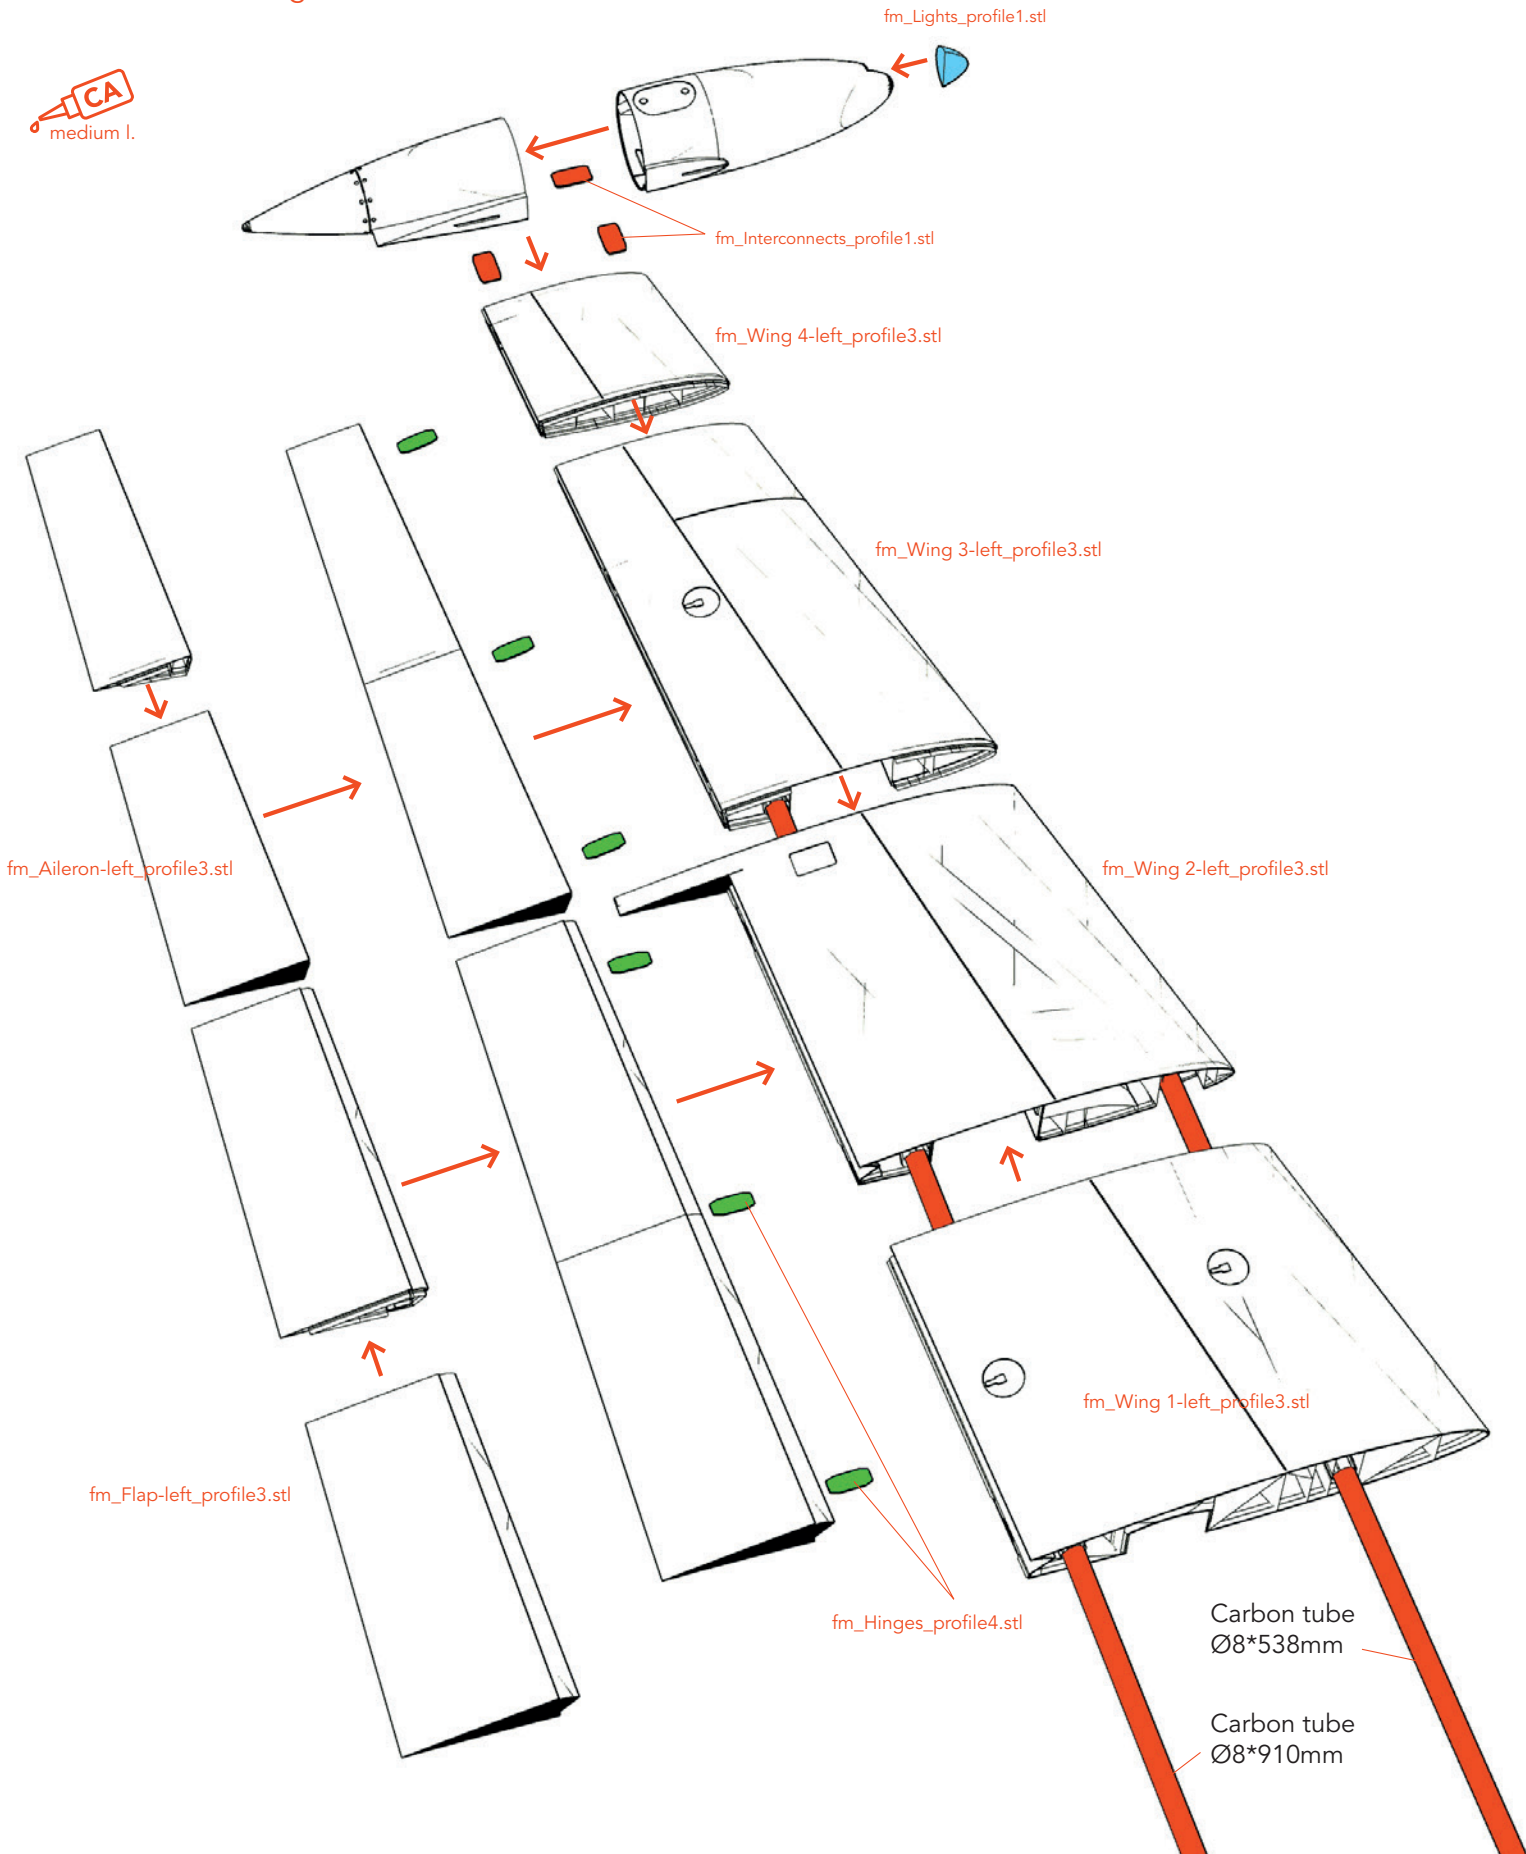 fm_Lights_profile1.stl
CA
medium l.
fm_Interconnects_profile1.stl
fm_Wing 4-left_profile3.stl
fm_Wing 3-left_profile3.stl
fm_Aileron-left_profile3.stl
fm_Wing 2-left_profile3.stl
fm_Wing 1-left_profile3.stl
fm_Flap-left_profile3.stl
fm_Hinges_profile4.stl
Carbon tube
Ø8*538mm
Carbon tube
Ø8*910mm